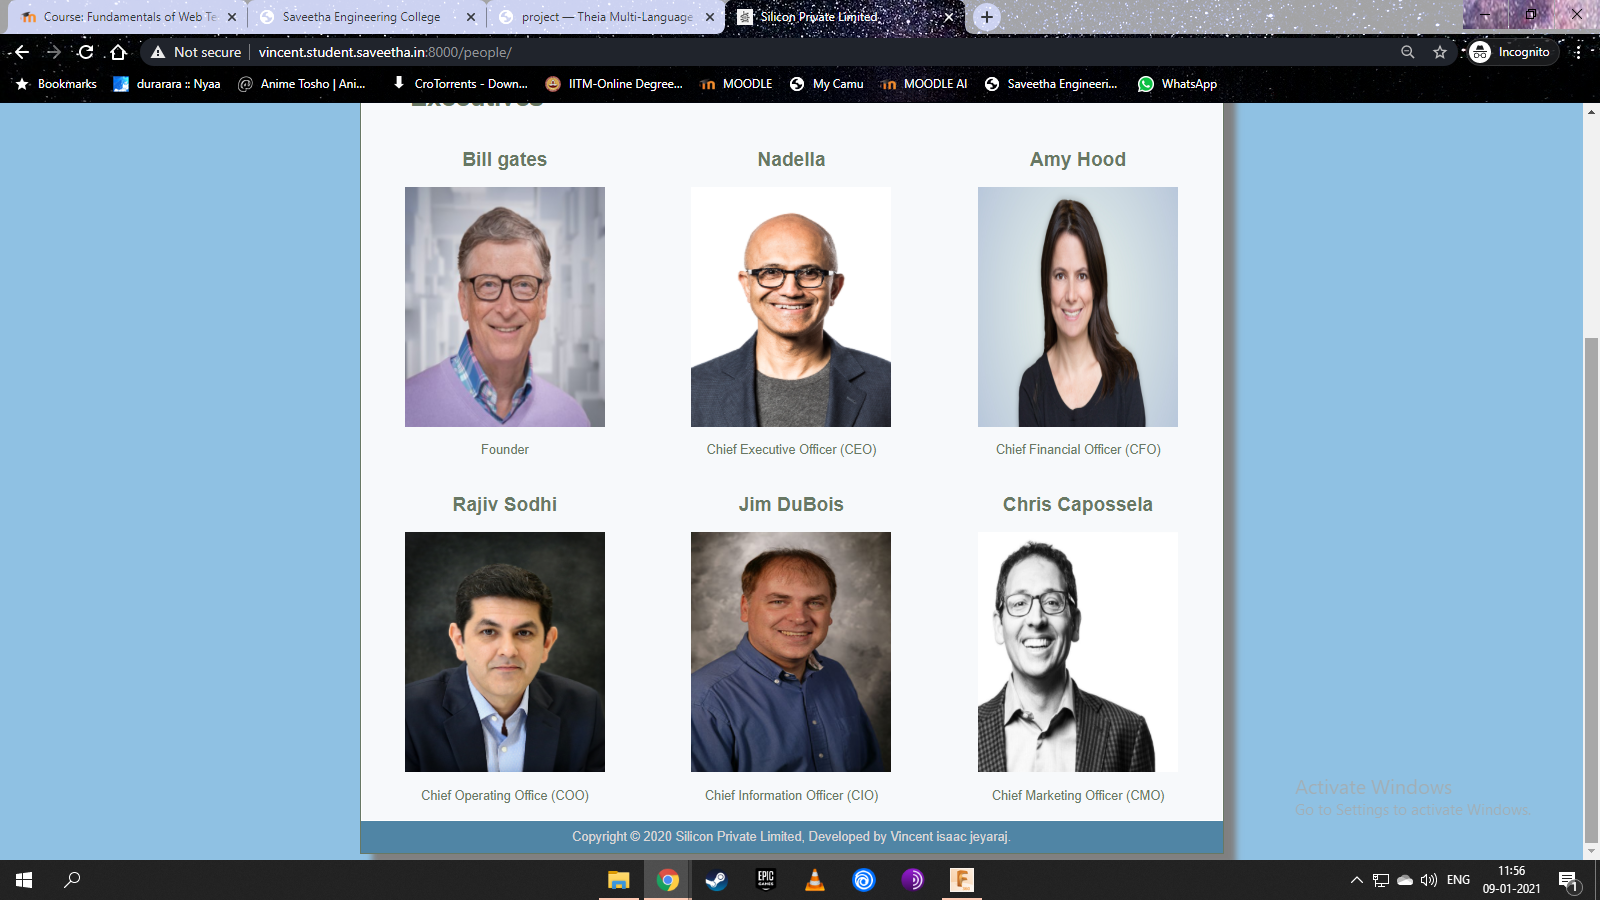 Course: Fundamentals of Web Te
Saveetha Engineering College
project — Theia Multi-Language
Silicon Private Limited
Not secure
vincent.student.saveetha.in:8000/people/
Incognito
Bookmarks
durarara :: Nyaa
Anime Tosho | Ani...
CroTorrents - Down...
IITM-Online Degree...
MOODLE
My Camu
MOODLE AI
Saveetha Engineeri...
WhatsApp
Executives
Bill gates
Nadella
Amy Hood
Founder
Chief Executive Officer (CEO)
Chief Financial Officer (CFO)
Rajiv Sodhi
Jim DuBois
Chris Capossela
Chief Operating Office (COO)
Chief Information Officer (CIO)
Chief Marketing Officer (CMO)
Activate Windows
Go to Settings to activate Windows.
Copyright © 2020 Silicon Private Limited, Developed by Vincent isaac jeyaraj.
EPIC
GAMES
ENG
11:56
09-01-2021
1